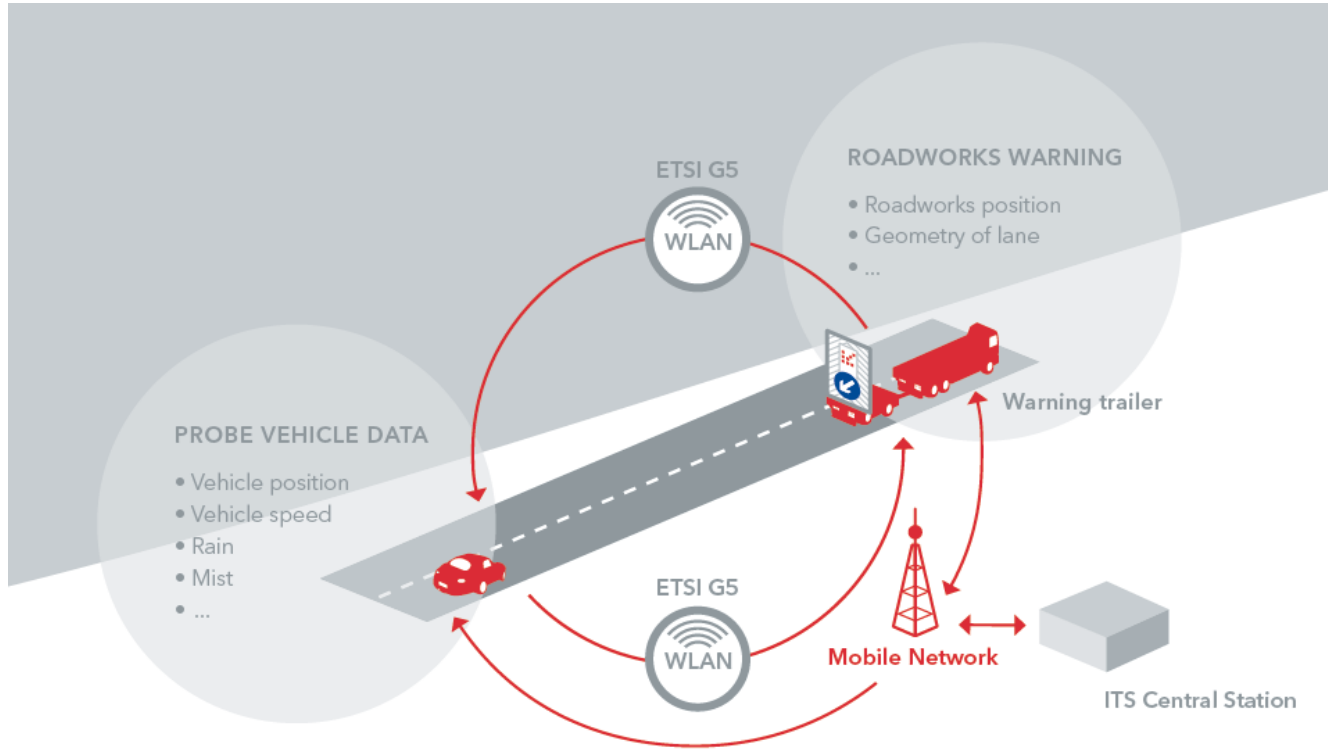 ETSI G5
WLAN
ROADWORKS WARNING
• Roadworks position
• Geometry of lane
• ...
Warning trailer
PROBE VEHICLE DATA
• Vehicle position
• Vehicle speed
• Rain
• Mist
• ...
ETSI G5
WLAN
Mobile Network
ITS Central Station